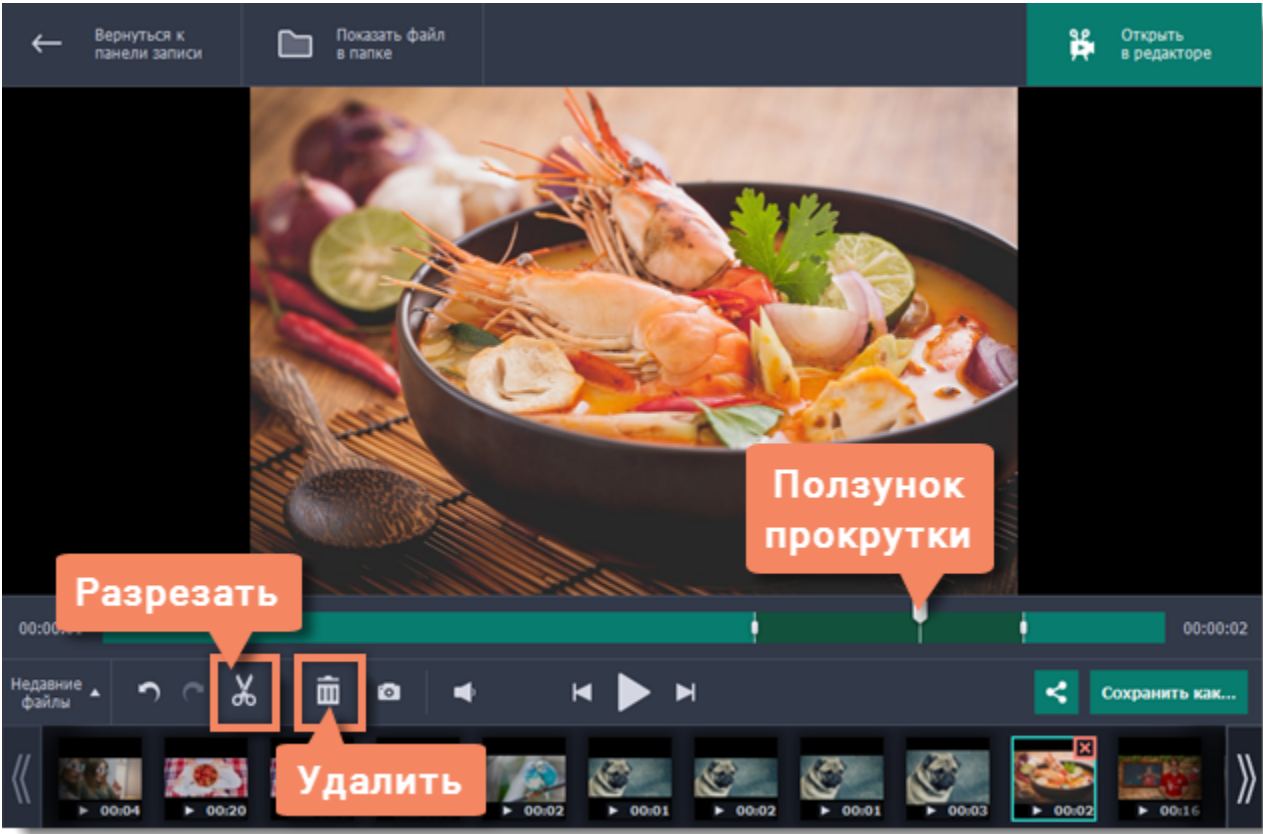 Вернуться к
панели записи
Показать файл
в папке
Открыть
в редакторе
Ползунок
прокрутки
Разрезать
00:00:02
Недавние
файлы
Сохранить как...
Удалить
00:04
00:20
00:02
00:01
00:02
00:01
00:03
00:02
00:16